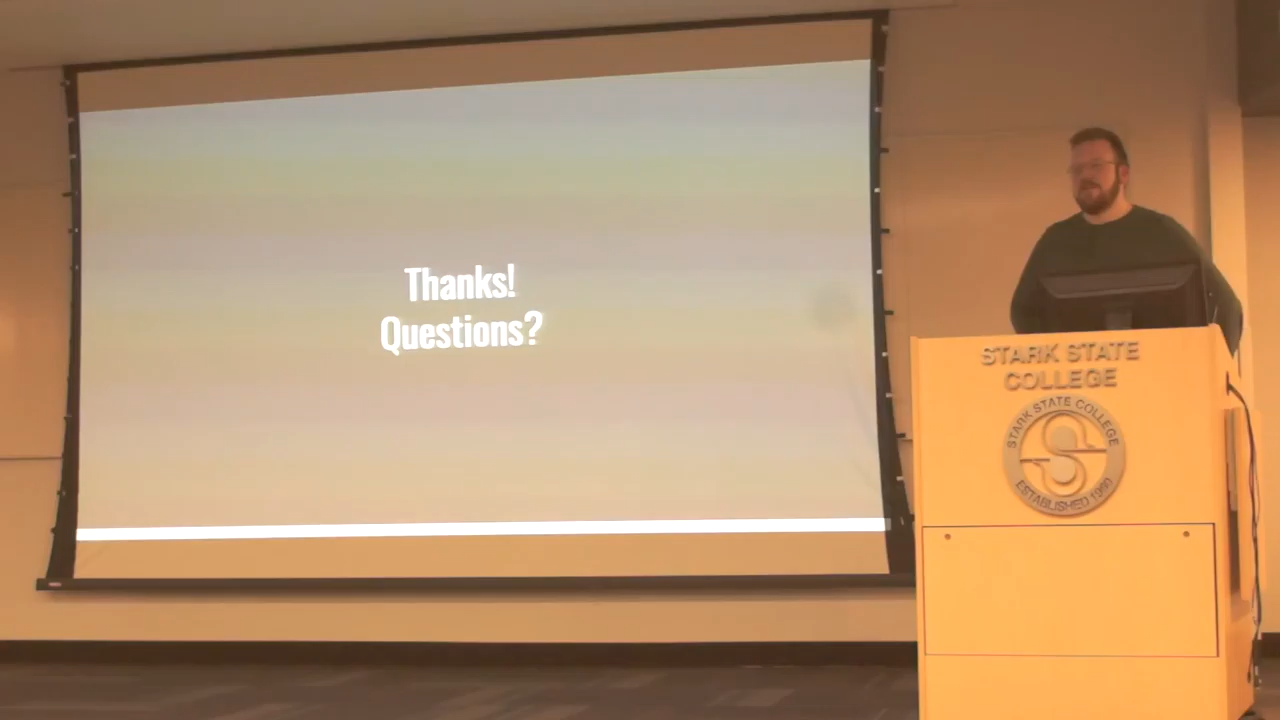 Thanks!
Questions?
STARK STATE
COLLEGE
STARK STATE COLLEGE
ESTABLISHED 1960